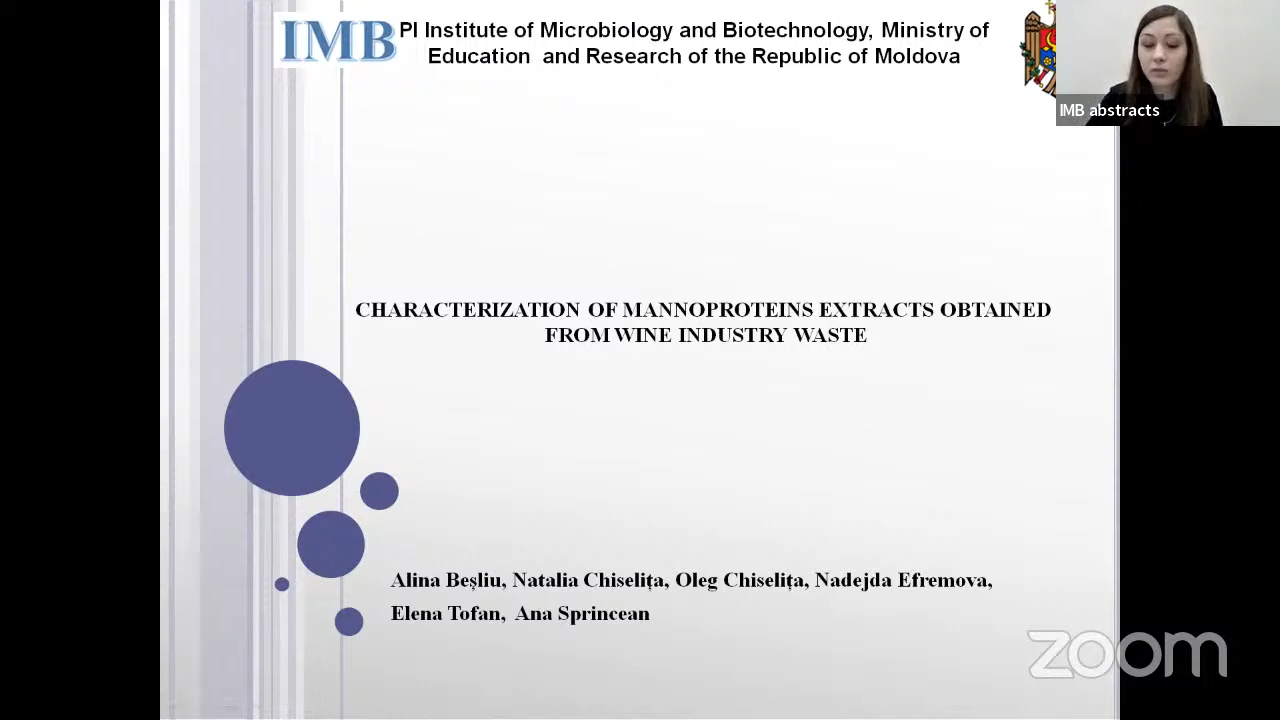 IMB PI Institute of Microbiology and Biotechnology, Ministry of
Education and Research of the Republic of Moldova
IMB abstracts
CHARACTERIZATION OF MANNOPROTEINS EXTRACTS OBTAINED
FROM WINE INDUSTRY WASTE
Alina Beșliu, Natalia Chiselița, Oleg Chiselița, Nadejda Efremova,
Elena Tofan, Ana Sprincean
zoom